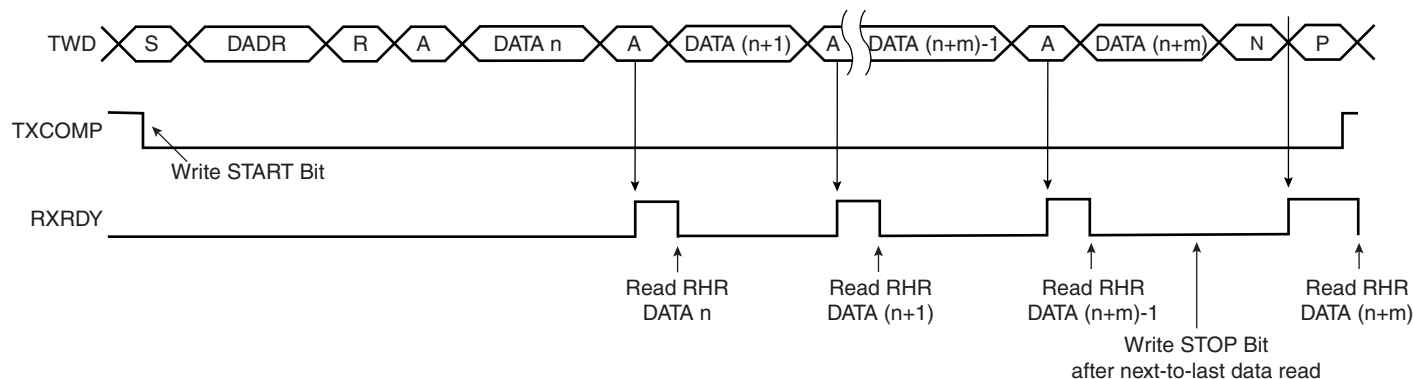 TWD S DADR R A DATA n A DATA (n+1) A DATA (n+m)-1 A DATA (n+m) N P
TXCOMP
Write START Bit
RXRDY
Read RHR
DATA n
Read RHR
DATA (n+1)
Read RHR
DATA (n+m)-1
Read RHR
DATA (n+m)
Write STOP Bit
after next-to-last data read